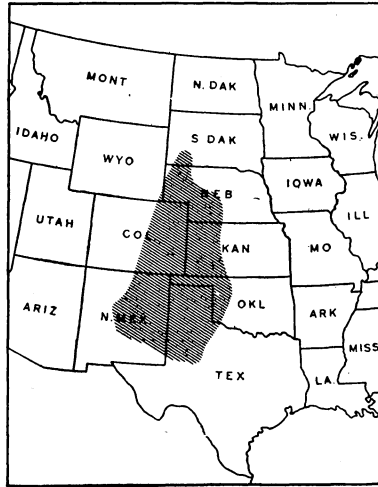 MONT
N. DAK
MINN.
IDAHO
S DAK
WIS.
WYO
NEB
IOWA
UTAH
COL.
KAN
MO
ILL
ARIZ
N. MEX.
OKL
ARK
MISS
TEX
LA.